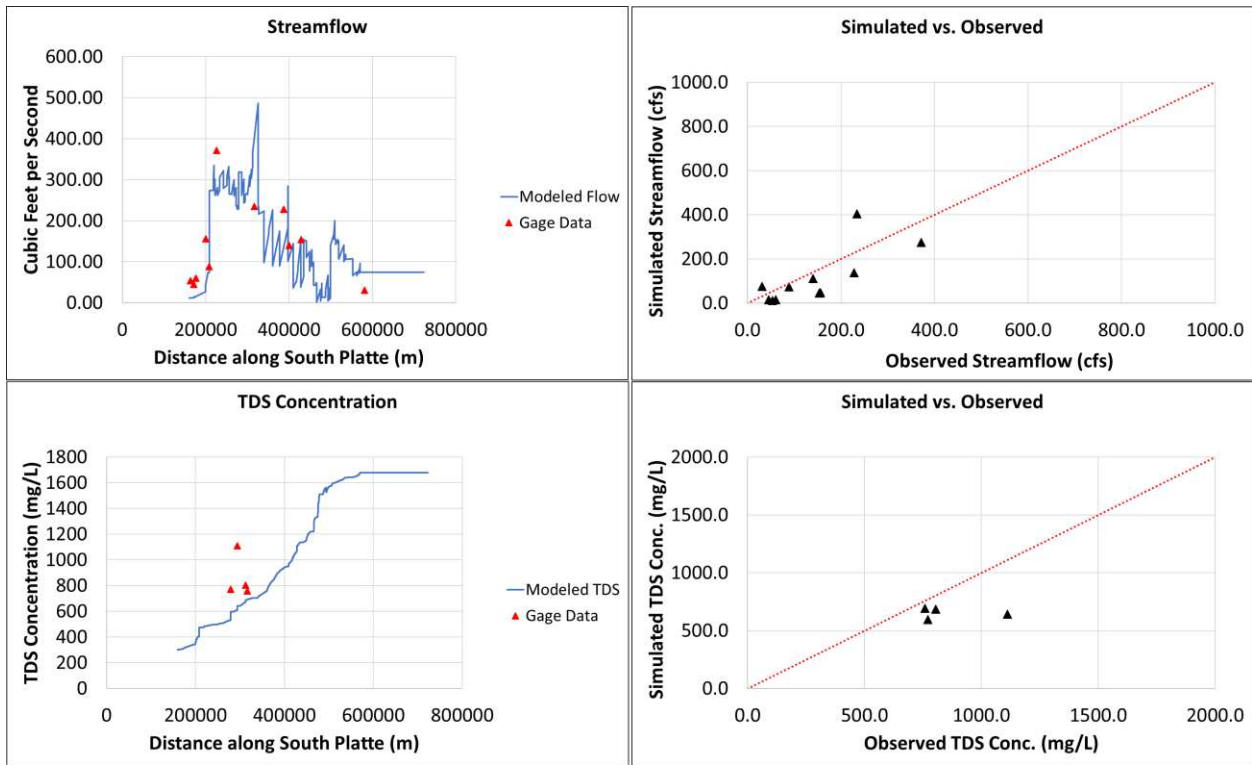 Streamflow
600.00
500.00
400.00
300.00
200.00
100.00
0.00
Cubic Feet per Second
0 200000 400000 600000 800000
Distance along South Platte (m)
Modeled Flow
Gage Data
Simulated vs. Observed
1000.0
800.0
600.0
400.0
200.0
0.0
Simulated Streamflow (cfs)
0.0 200.0 400.0 600.0 800.0 1000.0
Observed Streamflow (cfs)
TDS Concentration
1800
1600
1400
1200
1000
800
600
400
200
0
TDS Concentration (mg/L)
0 200000 400000 600000 800000
Distance along South Platte (m)
Modeled TDS
Gage Data
Simulated vs. Observed
2000.0
1500.0
1000.0
500.0
0.0
Simulated TDS Conc. (mg/L)
0.0 500.0 1000.0 1500.0 2000.0
Observed TDS Conc. (mg/L)